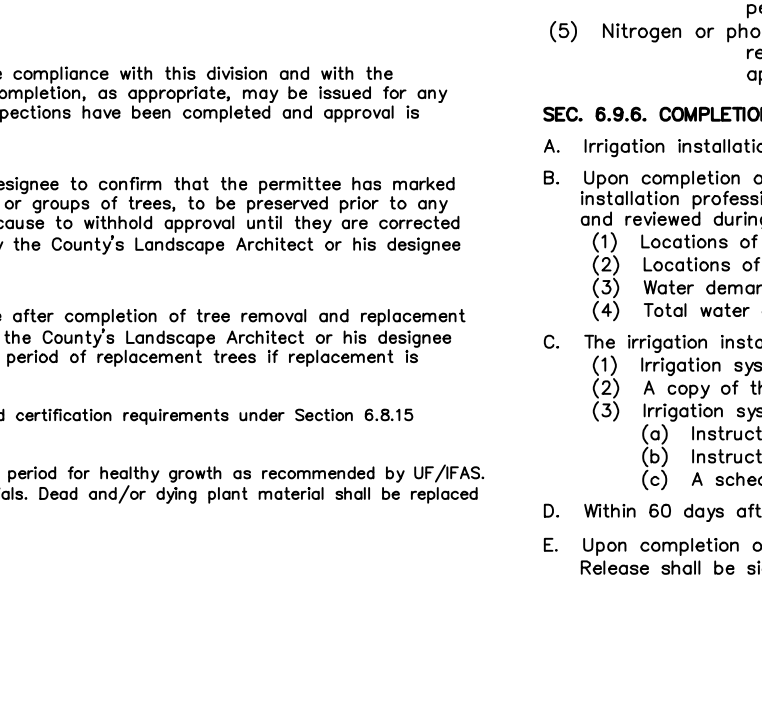 e compliance with this division and with the
ompletion, as appropriate, may be issued for any
pections have been completed and approval is
esignee to confirm that the permittee has marked
or groups of trees, to be preserved prior to any
cause to withhold approval until they are corrected
y the County's Landscape Architect or his designee
e after completion of tree removal and replacement
the County's Landscape Architect or his designee
period of replacement trees if replacement is
d certification requirements under Section 6.8.15
period for healthy growth as recommended by UF/IFAS.
ials. Dead and/or dying plant material shall be replaced
pe
(5) Nitrogen or pho
re
ap
SEC. 6.9.6. COMPLETION
A. Irrigation installatio
B. Upon completion a
installation professi
and reviewed during
(1) Locations of
(2) Locations of
(3) Water demar
(4) Total water
C. The irrigation insta
(1) Irrigation sys
(2) A copy of th
(3) Irrigation sys
(a) Instruct
(b) Instruct
(c) A sched
D. Within 60 days aft
E. Upon completion o
Release shall be si